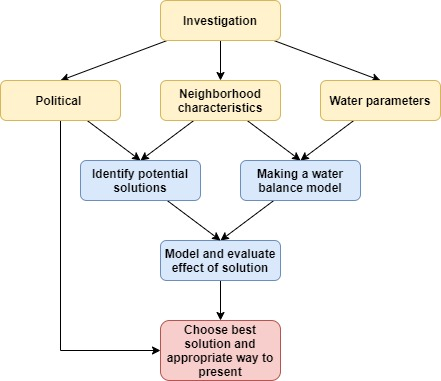 Investigation
Political
Neighborhood
characteristics
Water parameters
Identify potential
solutions
Making a water
balance model
Model and evaluate
effect of solution
Choose best
solution and
appropriate way to
present